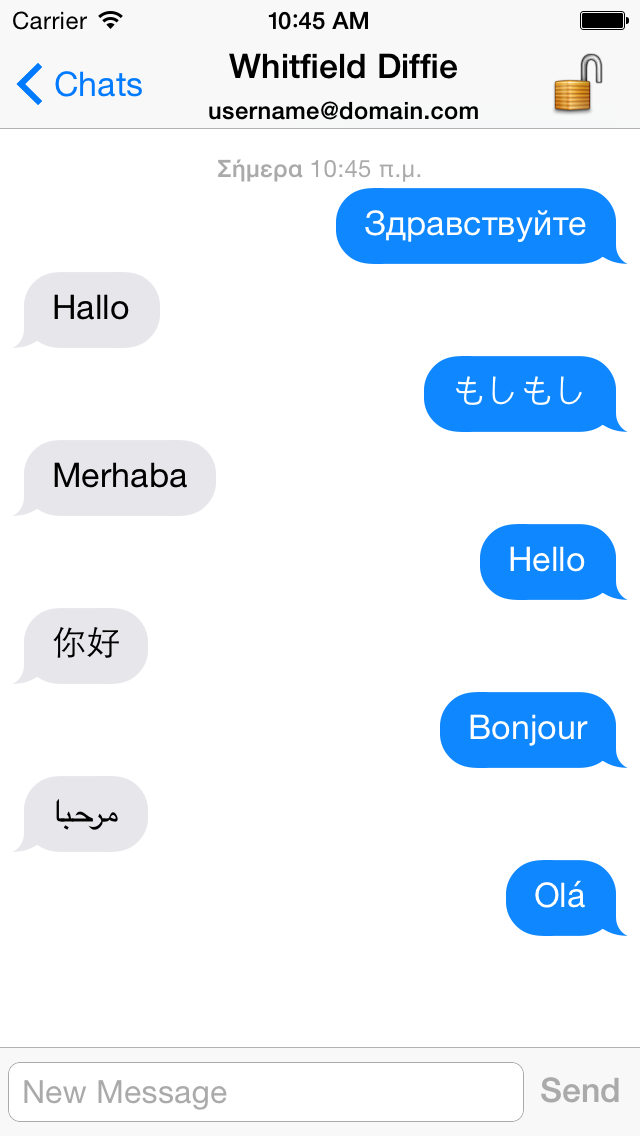 Carrier 10:45 AM
Chats
Whitfield Diffie
username@domain.com
Σήμερα 10:45 π.μ.
Здравствуйте
Hallo
もしもし
Merhaba
Hello
你好
Bonjour
مرحبا
Olá
New Message
Send